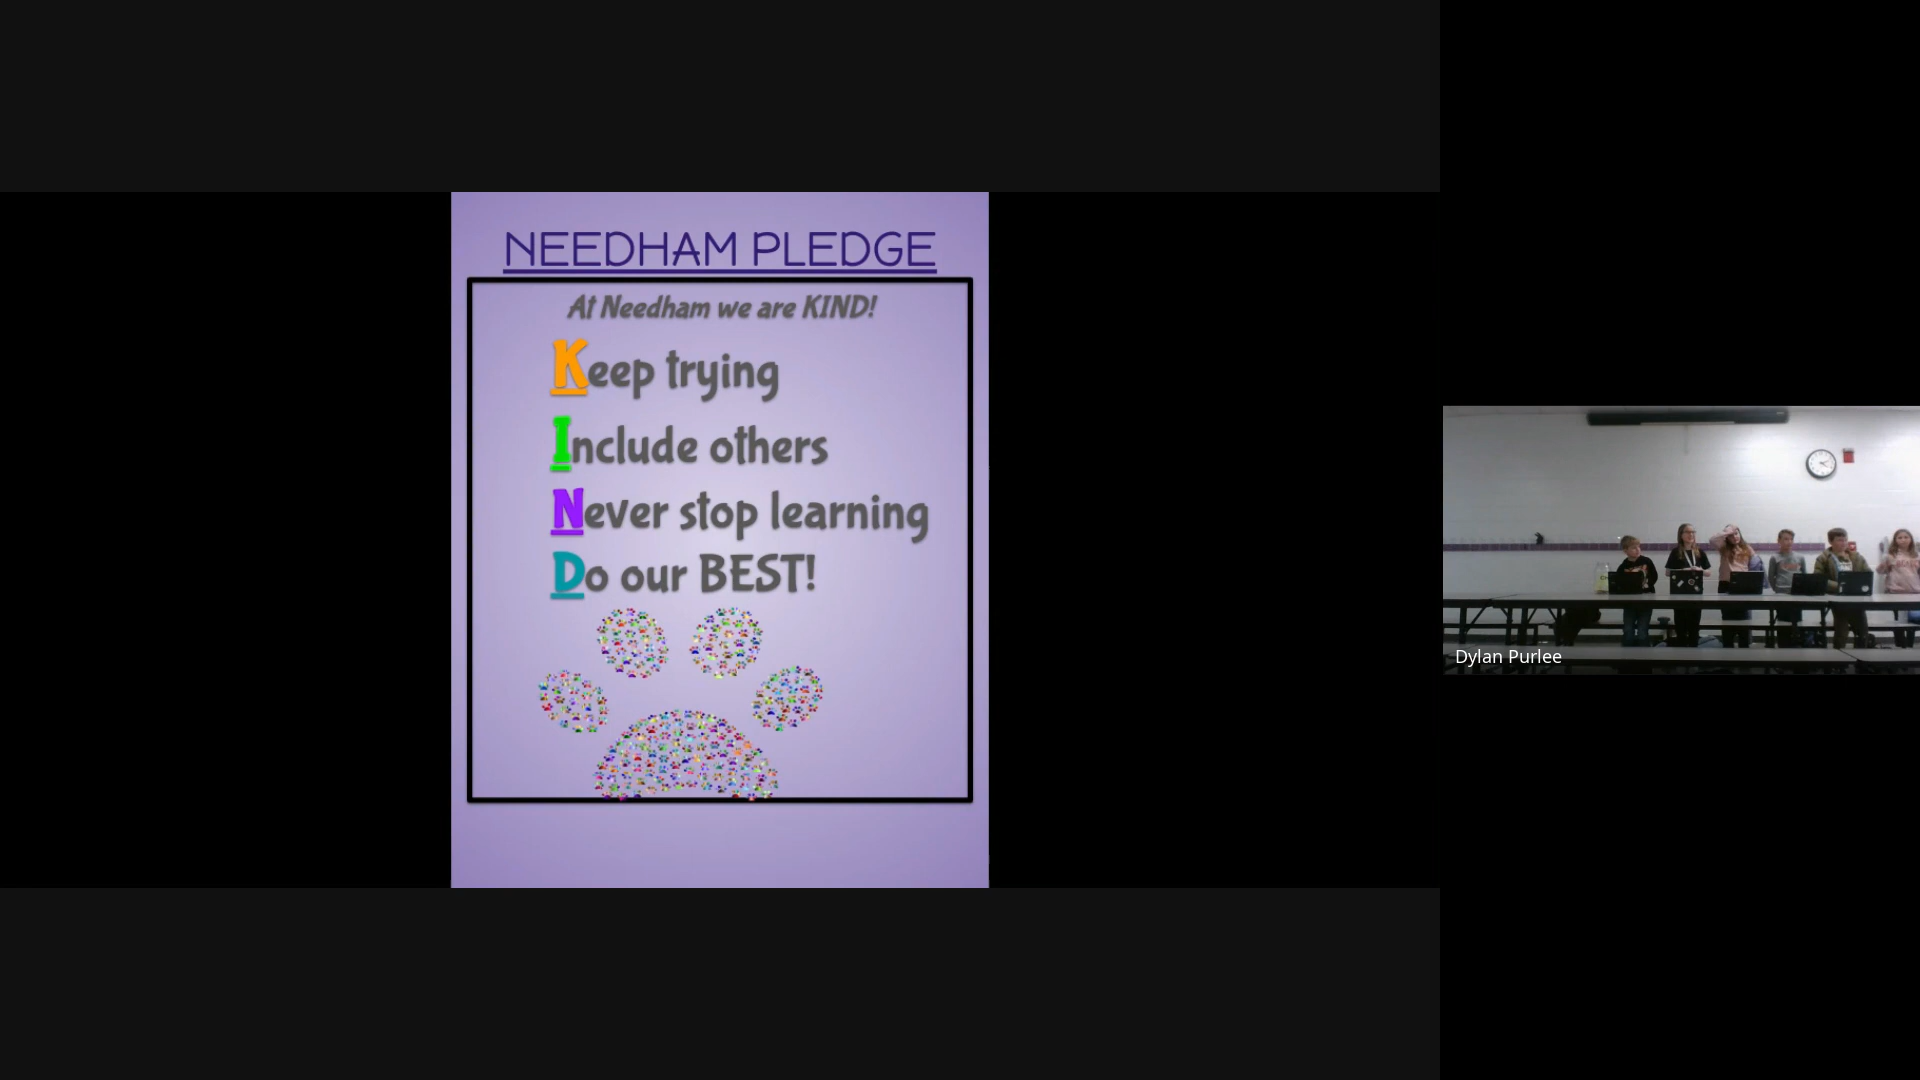 NEEDHAM PLEDGE
At Needham we are KIND!
Keep trying
Include others
Never stop learning
Do our BEST!
Dylan Purlee